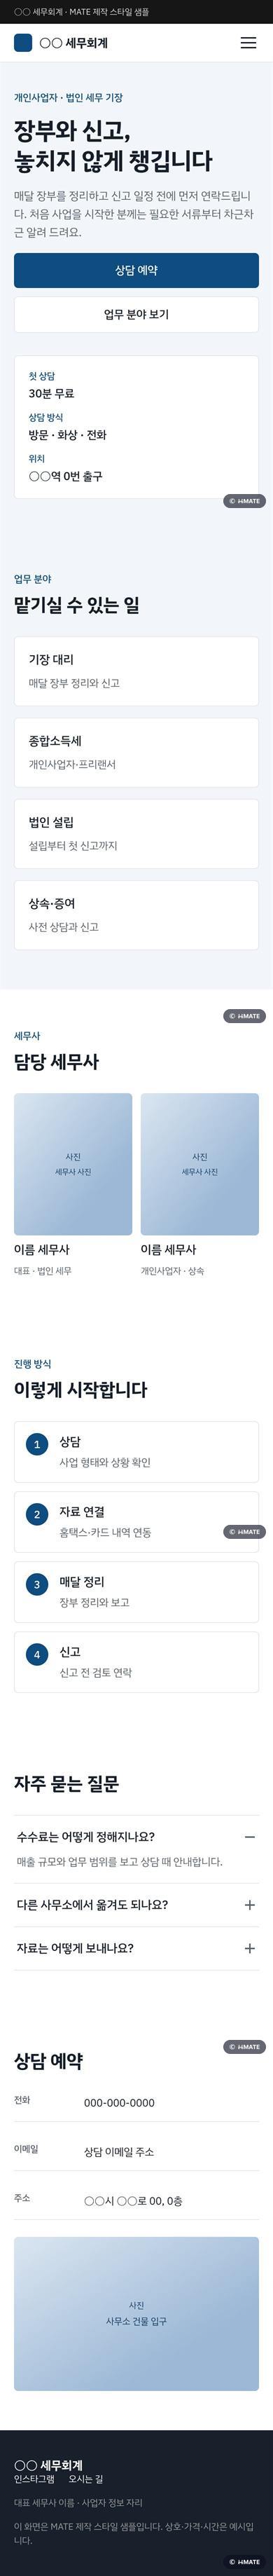 ○○ 세무회계 · MATE 제작 스타일 샘플
○○ 세무회계
개인사업자 · 법인 세무 기장
장부와 신고,
놓치지 않게 챙깁니다
매달 장부를 정리하고 신고 일정 전에 먼저 연락드립니
다. 처음 사업을 시작한 분께는 필요한 서류부터 차근차
근 알려 드려요.
상담 예약
업무 분야 보기
첫 상담
30분 무료
상담 방식
방문 · 화상 · 전화
위치
○○역 0번 출구
업무 분야
맡기실 수 있는 일
기장 대리
매달 장부 정리와 신고
종합소득세
개인사업자·프리랜서
법인 설립
설립부터 첫 신고까지
상속·증여
사전 상담과 신고
세무사
담당 세무사
사진
세무사 사진
사진
세무사 사진
이름 세무사
대표 · 법인 세무
이름 세무사
개인사업자 · 상속
진행 방식
이렇게 시작합니다
1 상담
사업 형태와 상황 확인
2 자료 연결
홈택스·카드 내역 연동
3 매달 정리
장부 정리와 보고
4 신고
신고 전 검토 연락
자주 묻는 질문
수수료는 어떻게 정해지나요?
매출 규모와 업무 범위를 보고 상담 때 안내합니다.
다른 사무소에서 옮겨도 되나요?
자료는 어떻게 보내나요?
상담 예약
전화 000-000-0000
이메일 상담 이메일 주소
주소 ○○시 ○○로 00, 0층
사진
사무소 건물 입구
○○ 세무회계
인스타그램 오시는 길
대표 세무사 이름 · 사업자 정보 자리
이 화면은 MATE 제작 스타일 샘플입니다. 상호·가격·시간은 예시입
니다.